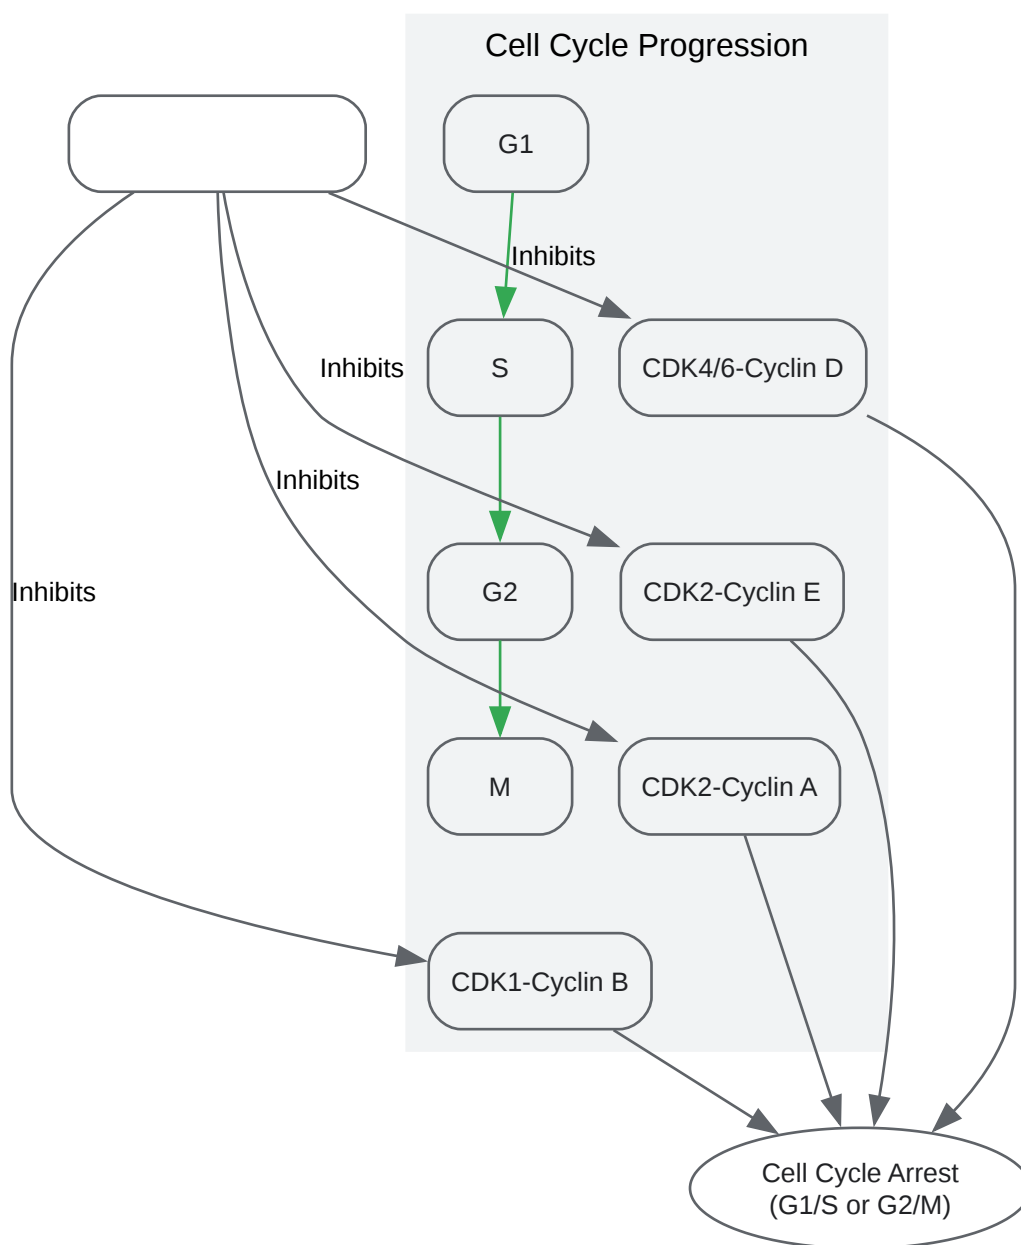 Cell Cycle Progression
G1
Inhibits
S
CDK4/6-Cyclin D
Inhibits
Inhibits
G2
CDK2-Cyclin E
Inhibits
M
CDK2-Cyclin A
CDK1-Cyclin B
Cell Cycle Arrest
(G1/S or G2/M)